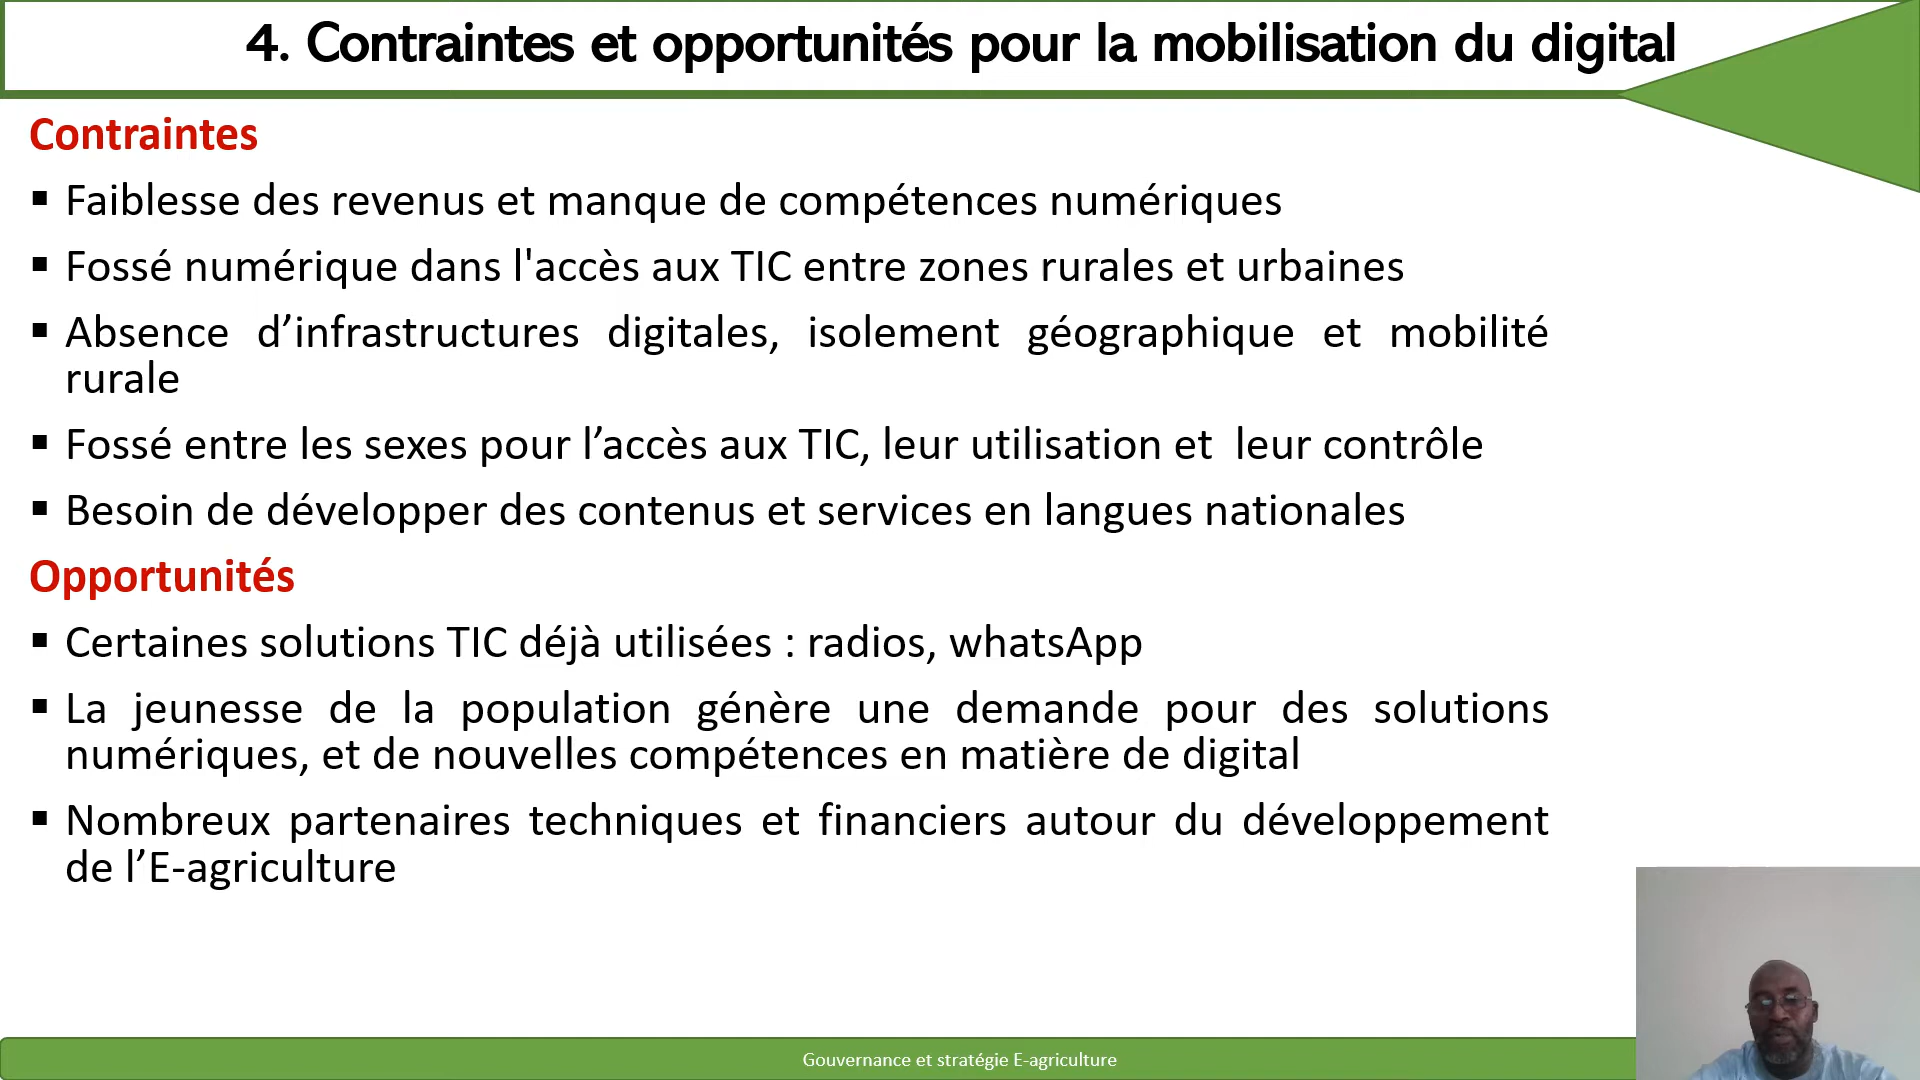 4. Contraintes et opportunités pour la mobilisation du digital
Contraintes
▪ Faiblesse des revenus et manque de compétences numériques
▪ Fossé numérique dans l'accès aux TIC entre zones rurales et urbaines
▪ Absence d’infrastructures digitales, isolement géographique et mobilité
rurale
▪ Fossé entre les sexes pour l’accès aux TIC, leur utilisation et leur contrôle
▪ Besoin de développer des contenus et services en langues nationales
Opportunités
▪ Certaines solutions TIC déjà utilisées : radios, whatsApp
▪ La jeunesse de la population génère une demande pour des solutions
numériques, et de nouvelles compétences en matière de digital
▪ Nombreux partenaires techniques et financiers autour du développement
de l’E-agriculture
Gouvernance et stratégie E-agriculture